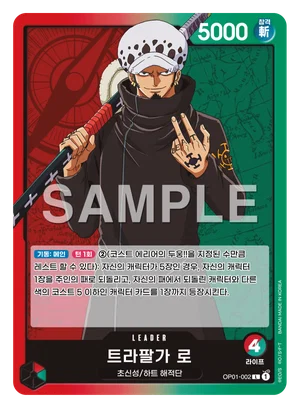 5000
참격
斬
SAMPLE
기동: 메인 턴 1회 ②(코스트 에리어의 두웅!!을 지정된 수만큼
레스트 할 수 있다). 자신의 캐릭터가 5장인 경우, 자신의 캐릭터
1장을 주인의 패로 되돌리고, 자신의 패에서 되돌린 캐릭터와 다른
색의 코스트 5 이하인 캐릭터 카드를 1장까지 등장시킨다.
LEADER
트라팔가 로
초신성/하트 해적단
4
라이프
OP01-002 L